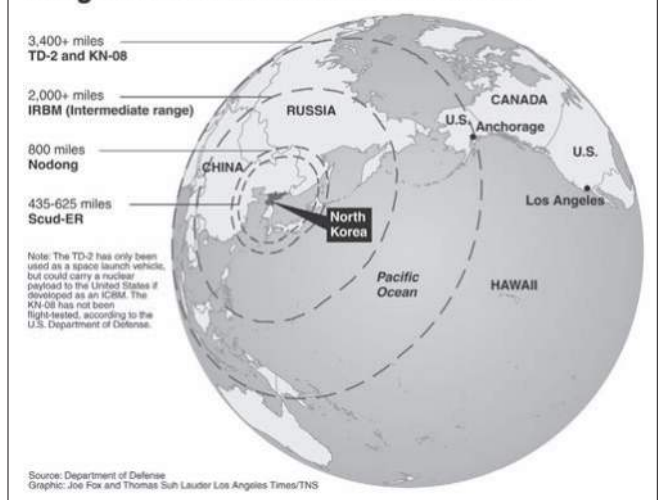 3,400+ miles
TD-2 and KN-08
2,000+ miles
IRBM (Intermediate range)
800 miles
Nodong
435-625 miles
Scud-ER
Note: The TD-2 has only been
used as a space launch vehicle,
but could carry a nuclear
payload to the United States if
developed as an ICBM. The
KN-08 has not been
flight-tested, according to the
U.S. Department of Defense.
RUSSIA
CHINA
North
Korea
Pacific
Ocean
CANADA
U.S.
Anchorage
U.S.
Los Angeles
HAWAII
Source: Department of Defense
Graphic: Joe Fox and Thomas Suh Lauder Los Angeles Times/TNS